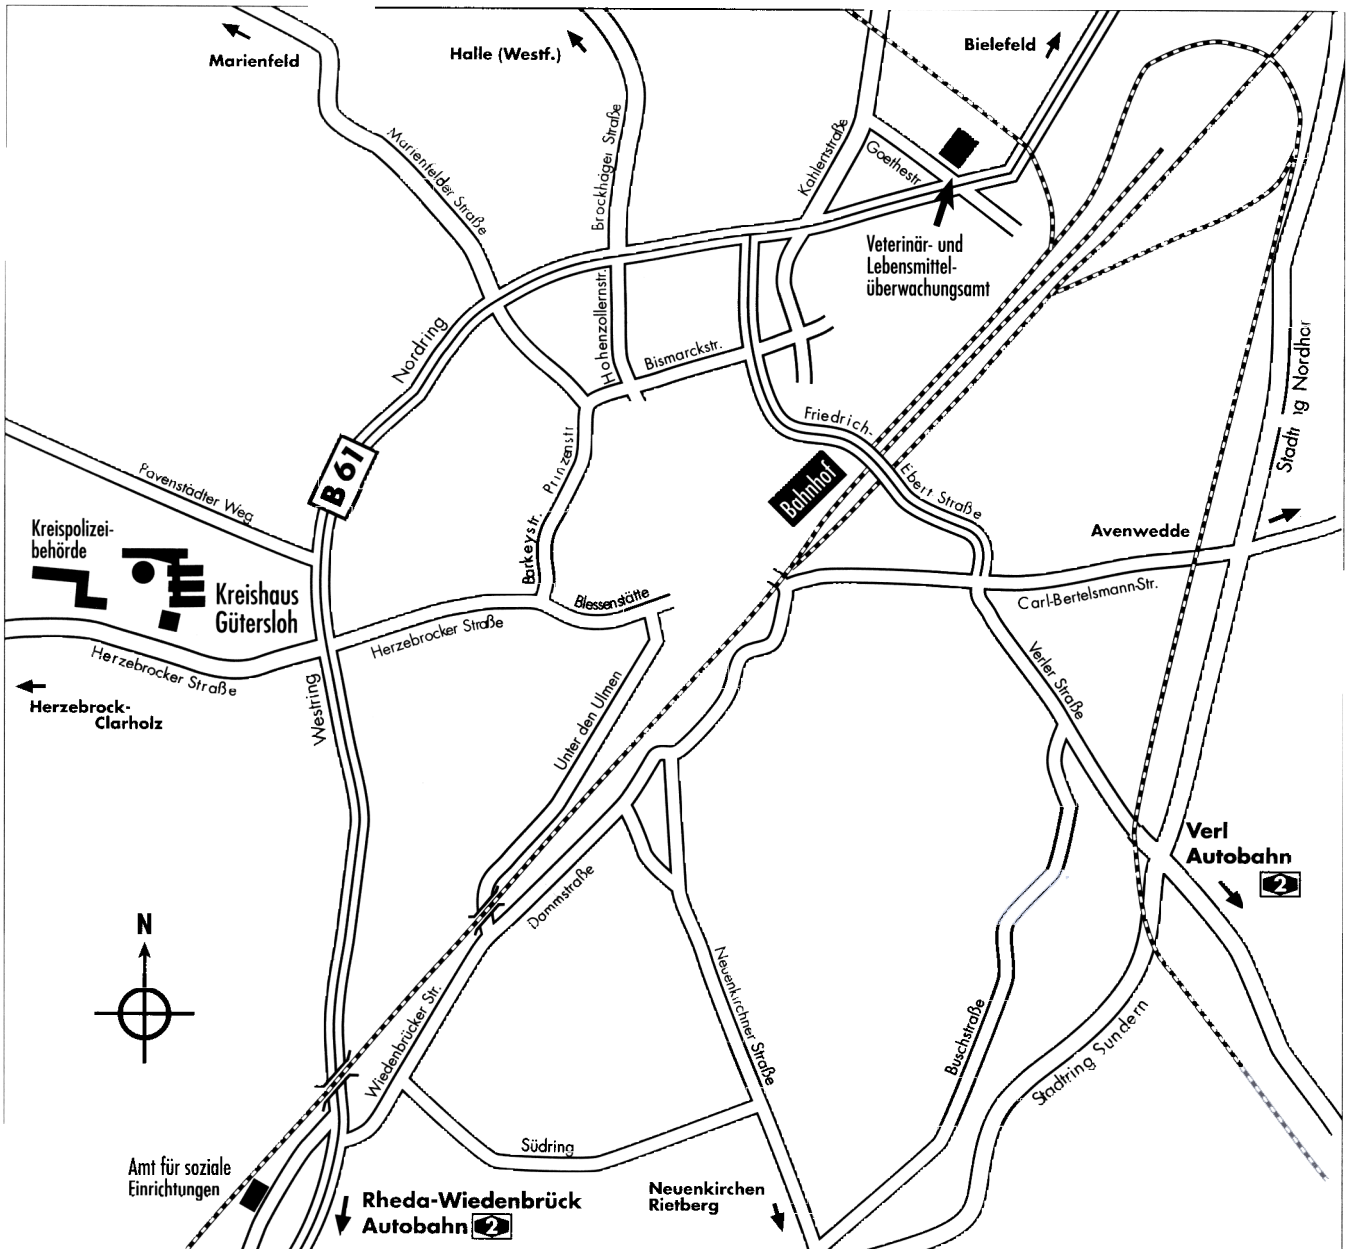 Marienfeld
Halle (Westf.)
Bielefeld
Marienfelder Straße
Brockhäger Straße
Kahlertstraße
Goethestr.
Veterinär- und
Lebensmittel-
überwachungsamt
Nordring
Hohenzollernstr.
Bismarckstr.
Stadtring Nordhor
Friedrich-
Ebert Straße
B 61
Bahnhof
Prinzenstr
Pavenstädter Weg
Avenwedde
Kreispolizei-
behörde
Barkeystr.
Kreishaus
Gütersloh
Blessenstätte
Carl-Bertelsmann-Str.
Herzebrocker Straße
Herzebrocker Straße
Herzebrock-
Clarholz
Westring
Unter den Ulmen
Verler Straße
Verl
Autobahn
2
Dammstraße
N
Neuenkirchner Straße
Wiedenbrücker Str.
Buschstraße
Stadtring Sundern
Südring
Amt für soziale
Einrichtungen
Rheda-Wiedenbrück
Autobahn 2
Neuenkirchen
Rietberg